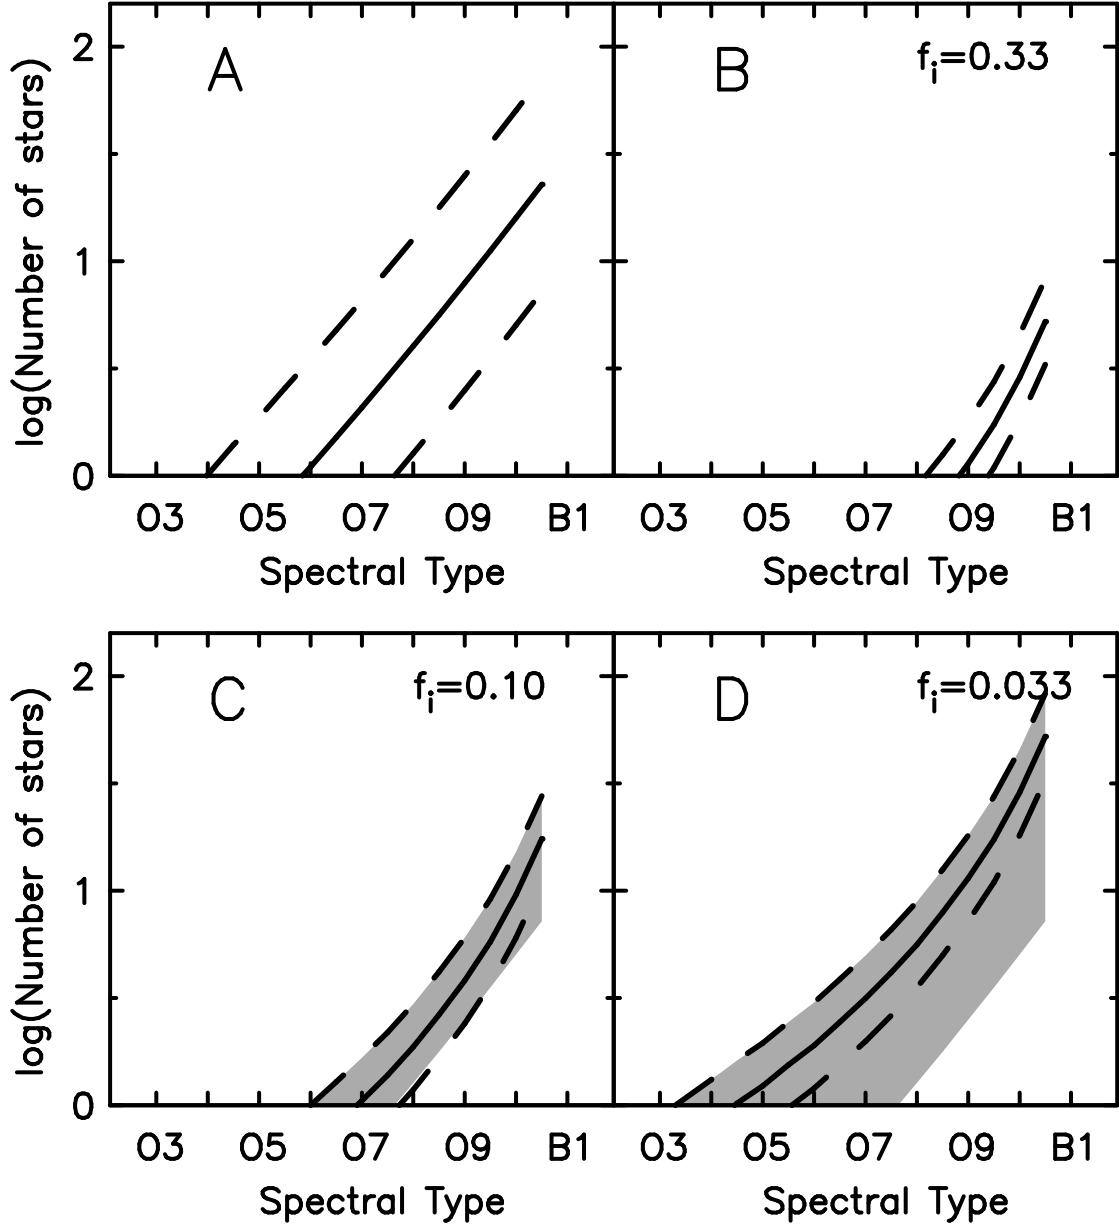 A
B
f_i=0.33
log(Number of stars)
2
1
0
O3 O5 O7 O9 B1
O3 O5 O7 O9 B1
Spectral Type
Spectral Type
C
f_i=0.10
D
f_i=0.033
log(Number of stars)
2
1
0
O3 O5 O7 O9 B1
O3 O5 O7 O9 B1
Spectral Type
Spectral Type